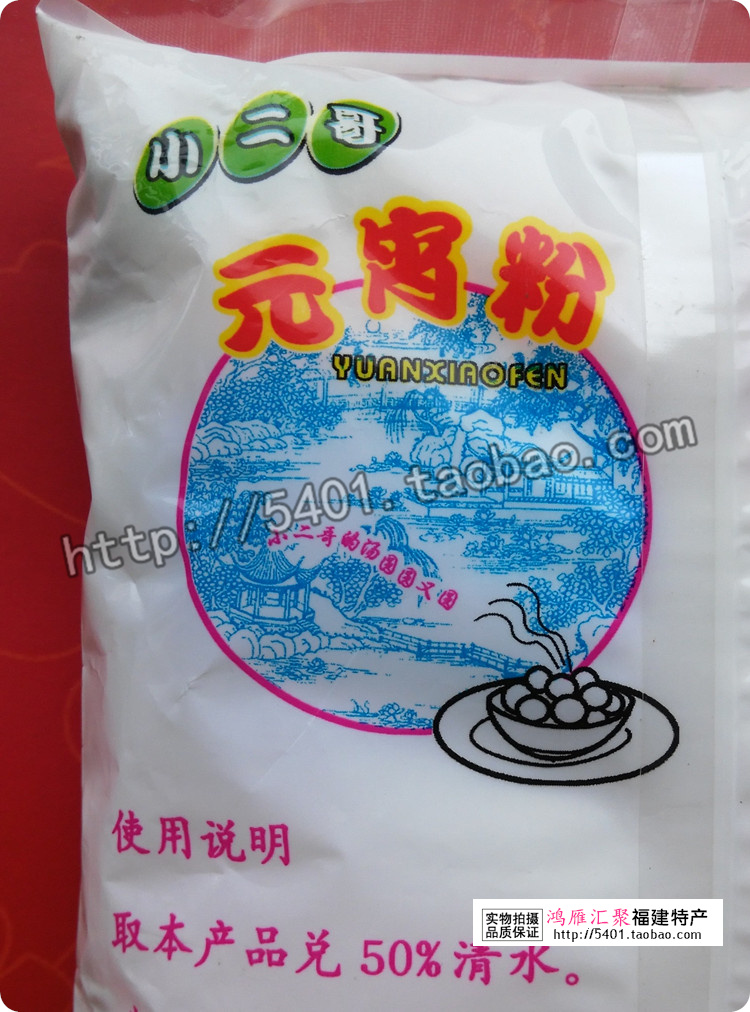 小二哥
元宵粉
YUANXIAOFEN
http://5401.taobao.com
小二哥的汤圆圆又圆
使用说明
取本产品兑50%清水。
实物拍摄
品质保证
鸿雁汇聚福建特产
http://5401.taobao.com